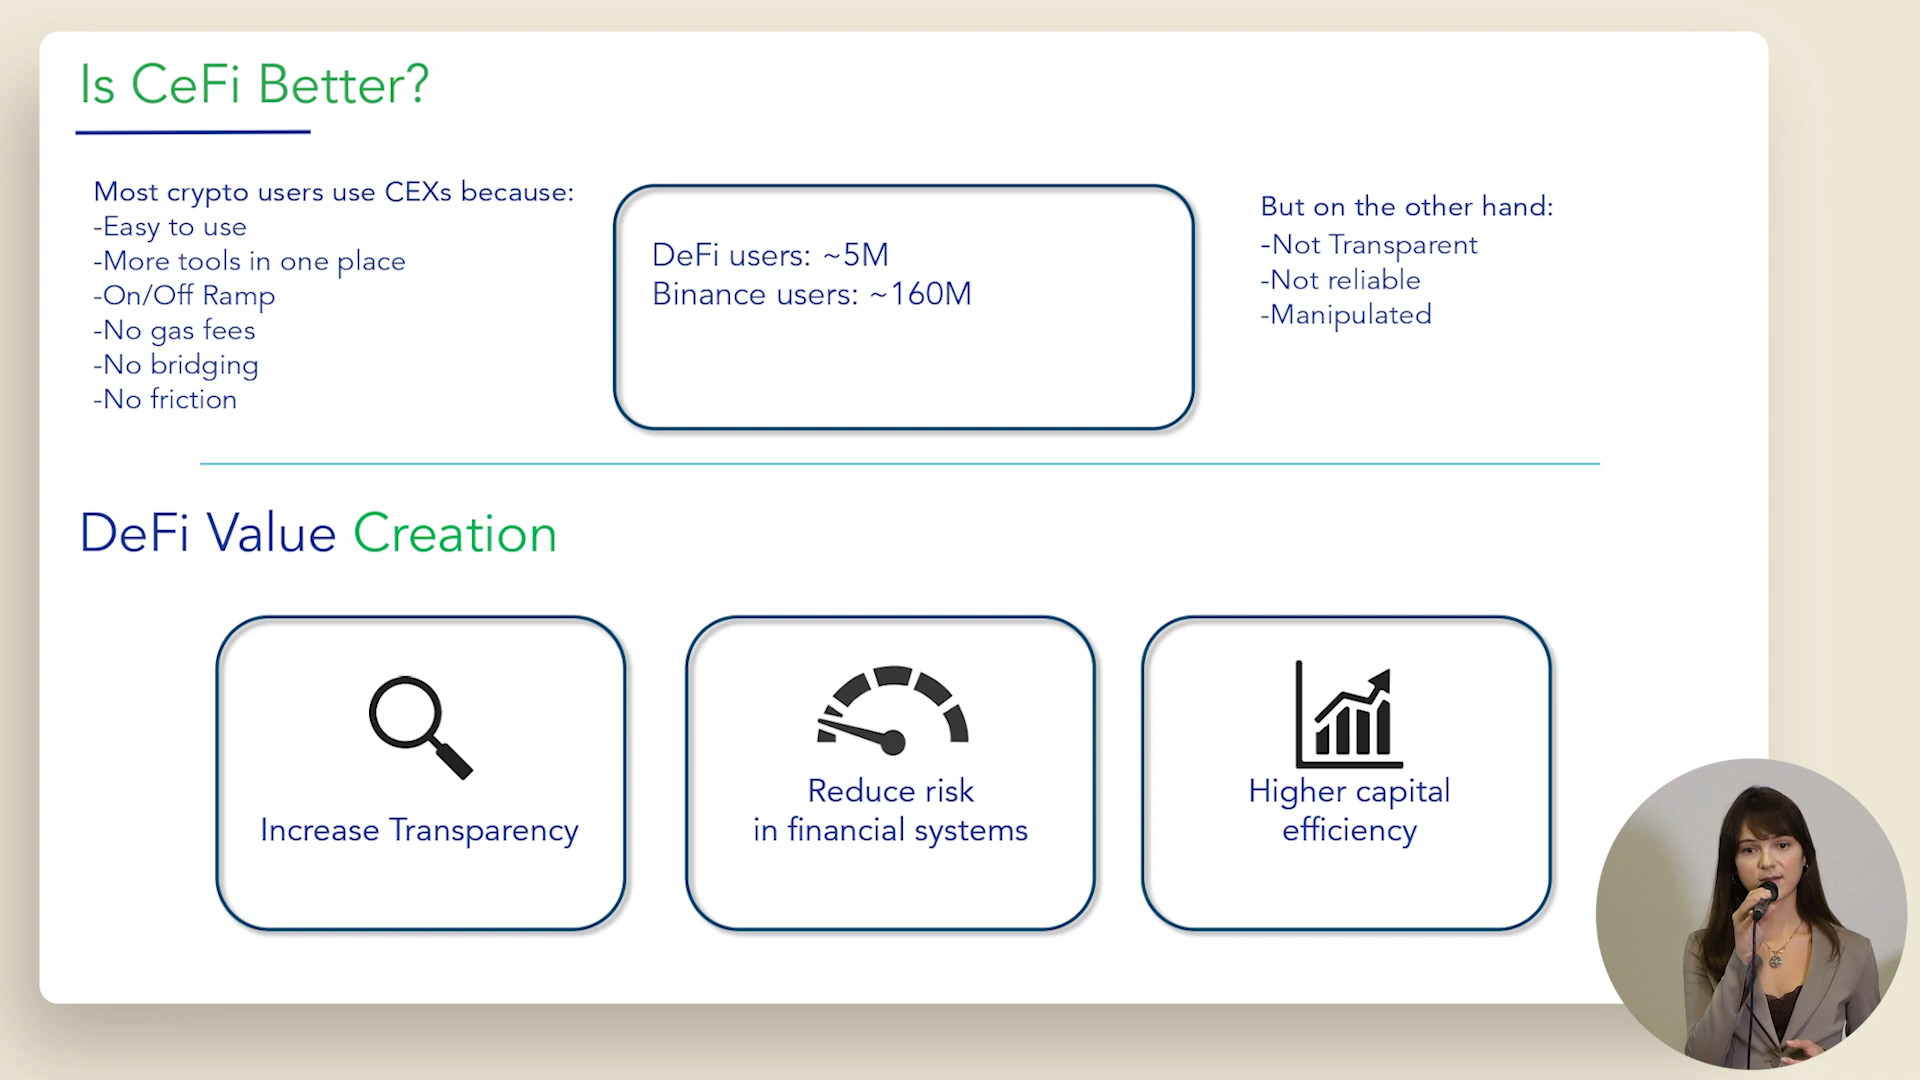 Is CeFi Better?
Most crypto users use CEXs because:
-Easy to use
-More tools in one place
-On/Off Ramp
-No gas fees
-No bridging
-No friction
DeFi users: ~5M
Binance users: ~160M
But on the other hand:
-Not Transparent
-Not reliable
-Manipulated
DeFi Value Creation
Increase Transparency
Reduce risk
in financial systems
Higher capital
efficiency